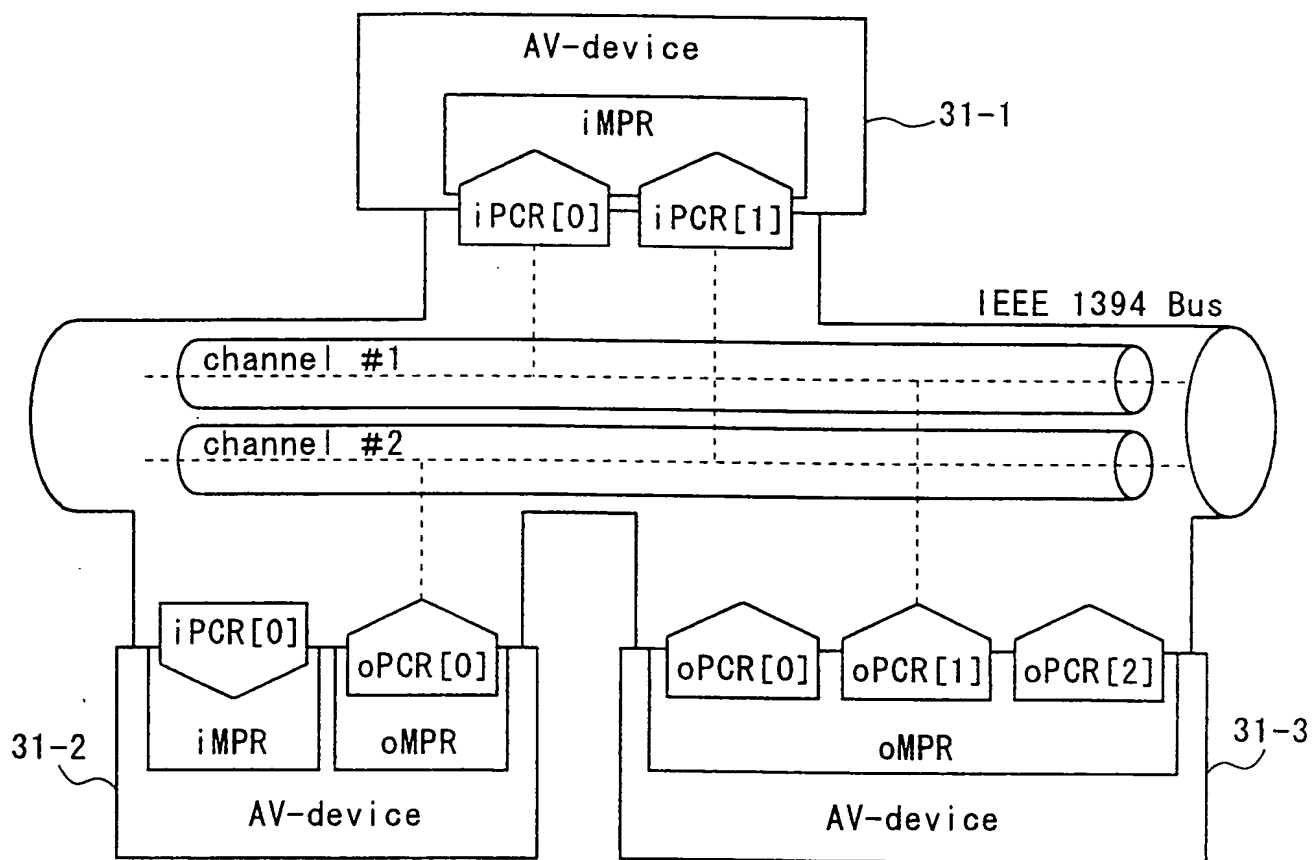 AV-device
iMPR
31-1
iPCR[0]
iPCR[1]
IEEE 1394 Bus
channel #1
channel #2
iPCR[0]
oPCR[0]
oPCR[0]
oPCR[1]
oPCR[2]
31-2
iMPR
oMPR
oMPR
31-3
AV-device
AV-device